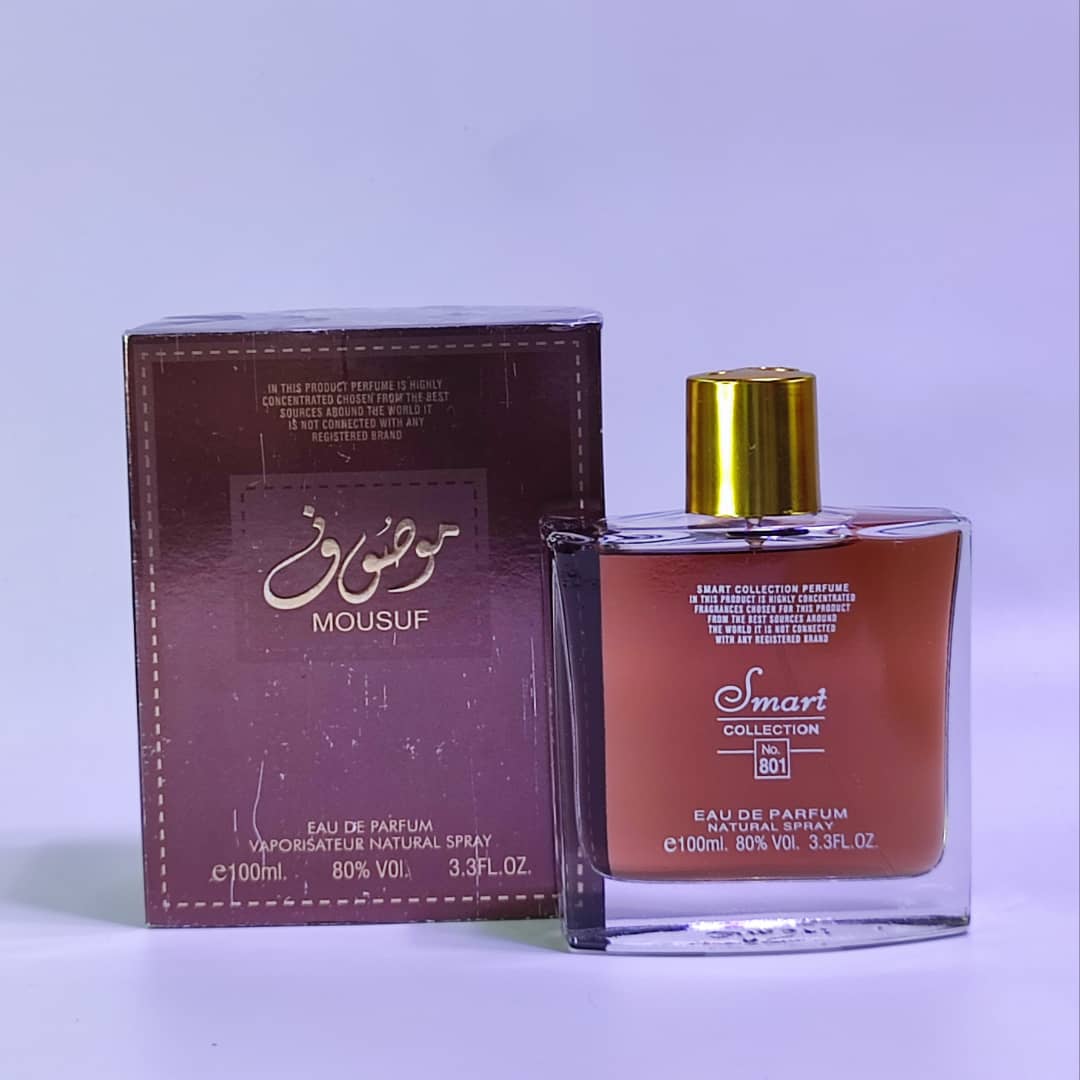 IN THIS PRODUCT PERFUME IS HIGHLY
CONCENTRATED CHOSEN FROM THE BEST
SOURCES ABOUND THE WORLD IT
IS NOT CONNECTED WITH ANY
REGISTERED BRAND
موصوف
MOUSUF
EAU DE PARFUM
VAPORISATEUR NATURAL SPRAY
e100ml. 80% VOl. 3.3FL.OZ.
SMART COLLECTION PERFUME
IN THIS PRODUCT IS HIGHLY CONCENTRATED
FRAGRANCES CHOSEN FOR THIS PRODUCT
FROM THE BEST SOURCES AROUND
THE WORLD IT IS NOT CONNECTED
WITH ANY REGISTERED BRAND
Smart
COLLECTION
No.
801
EAU DE PARFUM
NATURAL SPRAY
e100ml. 80% VOl. 3.3FL.OZ.